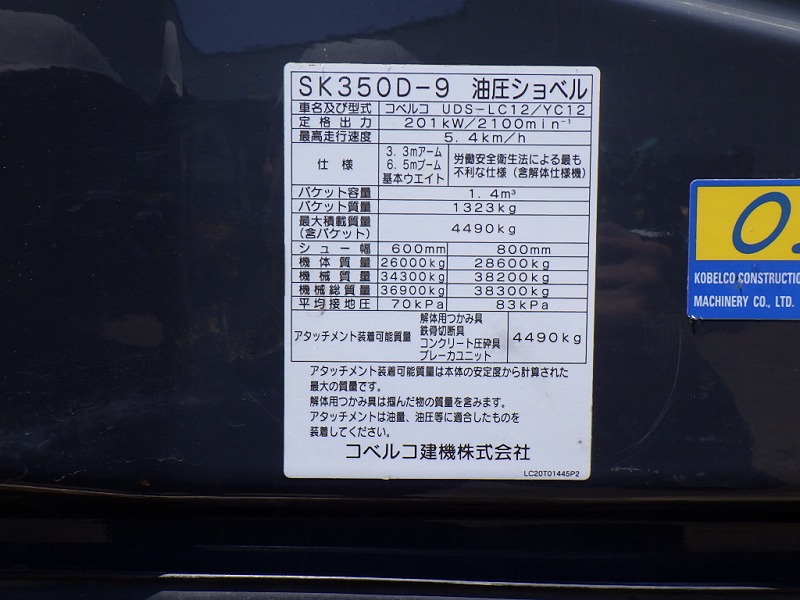 SK350D-9 油圧ショベル
車名及び型式 コベルコ UDS-LC12/YC12
定格出力 201kW/2100min⁻¹
最高走行速度 5.4km/h
仕様 3.3mアーム 6.5mブーム 基本ウエイト 労働安全衛生法による最も不利な仕様(含解体仕様機)
バケット容量 1.4m³
バケット質量 1323kg
最大積載質量(含バケット) 4490kg
シュー幅 600mm 800mm
機体質量 26000kg 28600kg
機械質量 34300kg 38200kg
機械総質量 36900kg 38300kg
平均接地圧 70kPa 83kPa
アタッチメント装着可能質量 解体用つかみ具 鉄骨切断具 コンクリート圧砕具 ブレーカユニット 4490kg
アタッチメント装着可能質量は本体の安定度から計算された
最大の質量です。
解体用つかみ具は掴んだ物の質量を含みます。
アタッチメントは油量、油圧等に適合したものを
装着してください。
コベルコ建機株式会社
LC20T01445P2
KOBELCO CONSTRUCTIO
MACHINERY CO., LTD.